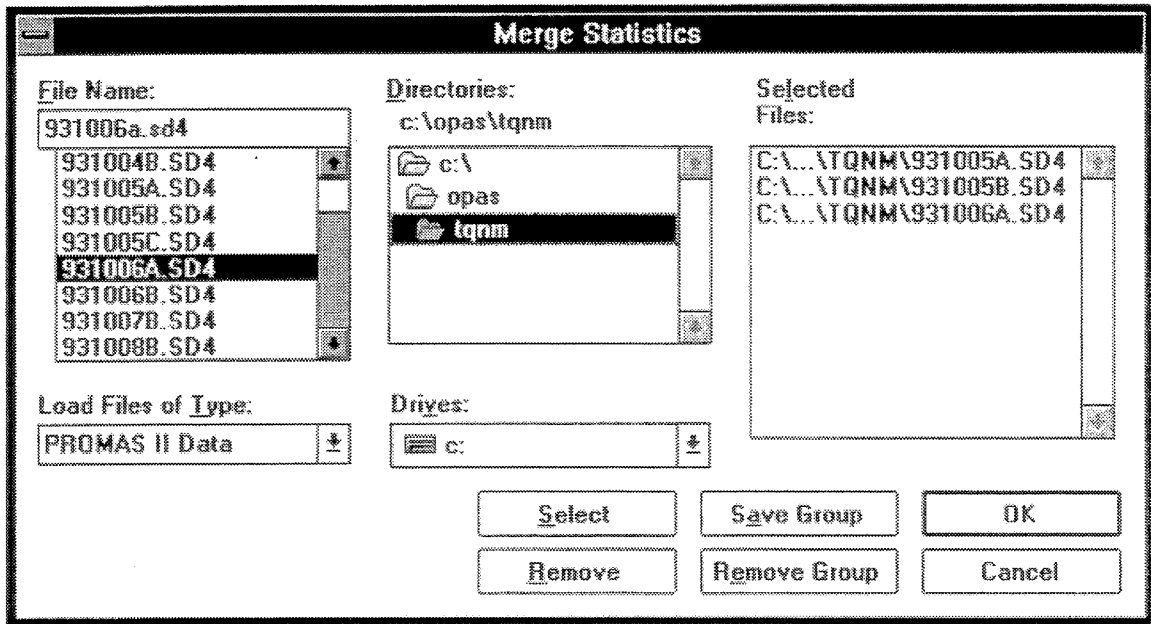 Merge Statistics
File Name:
931006a.sd4
931004B.SD4
931005A.SD4
931005B.SD4
931005C.SD4
931006A.SD4
931006B.SD4
931007B.SD4
931008B.SD4
Load Files of Type:
PROMAS II Data
Directories:
c:\opas\tqnm
c:\
opas
tqnm
Drives:
c:
Selected
Files:
C:\...\TQNM\931005A.SD4
C:\...\TQNM\931005B.SD4
C:\...\TQNM\931006A.SD4
Select
Save Group
OK
Remove
Remove Group
Cancel